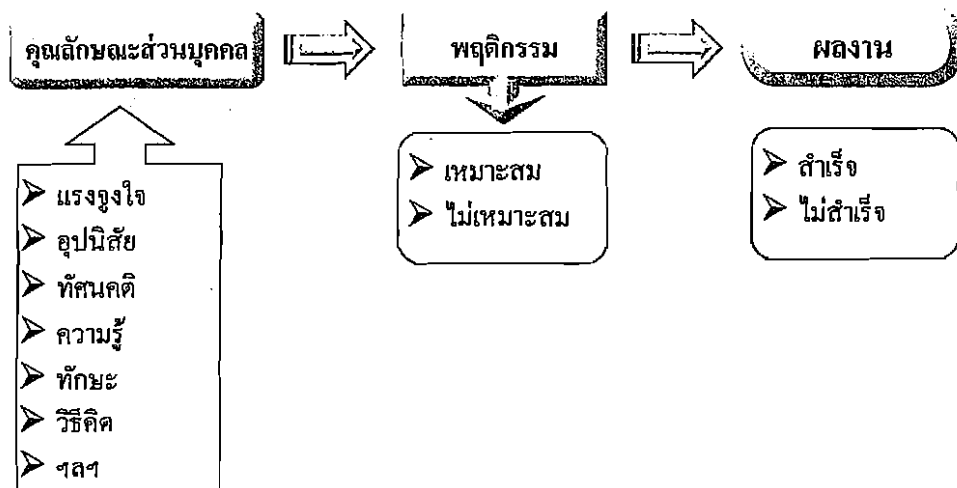 คุณลักษณะส่วนบุคคล
พฤติกรรม
ผลงาน
แรงจูงใจ
อุปนิสัย
ทัศนคติ
ความรู้
ทักษะ
วิธีคิด
ฯลฯ
เหมาะสม
ไม่เหมาะสม
สำเร็จ
ไม่สำเร็จ